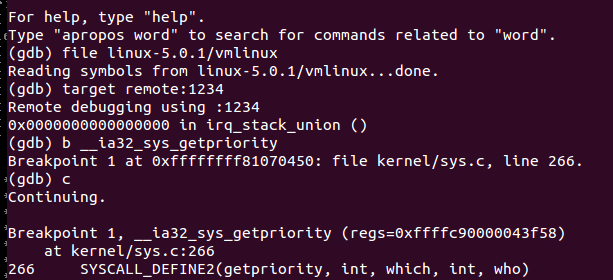 For help, type "help".
Type "apropos word" to search for commands related to "word".
(gdb) file linux-5.0.1/vmlinux
Reading symbols from linux-5.0.1/vmlinux...done.
(gdb) target remote:1234
Remote debugging using :1234
0x0000000000000000 in irq_stack_union ()
(gdb) b __ia32_sys_getpriority
Breakpoint 1 at 0xffffffff81070450: file kernel/sys.c, line 266.
(gdb) c
Continuing.

Breakpoint 1, __ia32_sys_getpriority (regs=0xffffc90000043f58)
    at kernel/sys.c:266
266     SYSCALL_DEFINE2(getpriority, int, which, int, who)